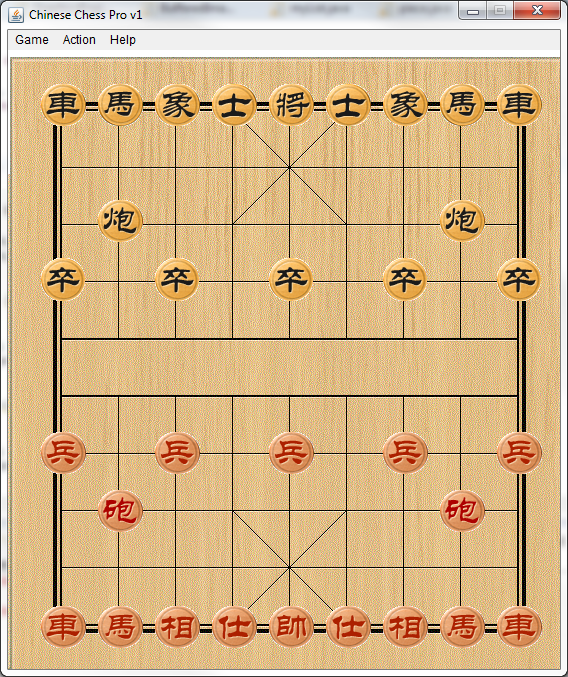 Chinese Chess Pro v1
Game Action Help
車馬象士將士象馬車
炮炮
卒卒卒卒卒
兵兵兵兵兵
砲砲
車馬相仕帥仕相馬車